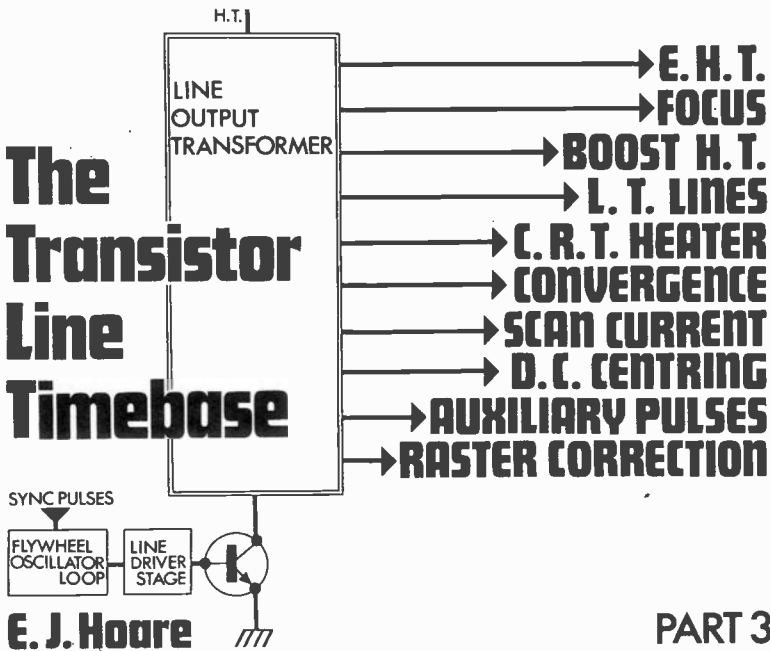 H.T.
LINE
OUTPUT
TRANSFORMER
The
Transistor
Line
Timebase
E.H.T.
FOCUS
BOOST H.T.
L.T. LINES
C.R.T. HEATER
CONVERGENCE
SCAN CURRENT
D.C. CENTRING
AUXILIARY PULSES
RASTER CORRECTION
SYNC PULSES
FLYWHEEL
OSCILLATOR
LOOP
LINE
DRIVER
STAGE
E. J. Hoare
PART 3